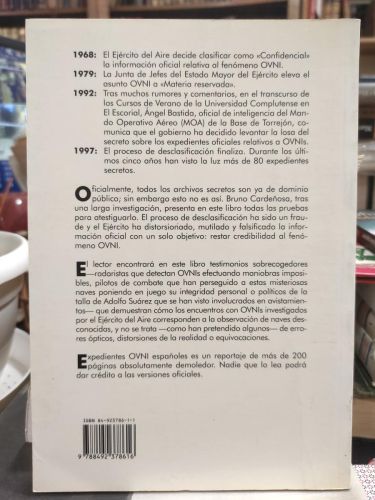 1968: El Ejército del Aire decide clasificar como «Confidencial»
la información oficial relativa al fenómeno OVNI.
1979: La Junta de Jefes del Estado Mayor del Ejército eleva el
asunto OVNI a «Materia reservada».
1992: Tras muchos rumores y comentarios, en el transcurso de
los Cursos de Verano de la Universidad Complutense en
El Escorial, Ángel Bastida, oficial de inteligencia del Man-
do Operativo Aéreo (MOA) de la Base de Torrejón, co-
munica que el gobierno ha decidido levantar la losa del
secreto sobre los expedientes oficiales relativos a OVNIs.
1997: El proceso de desclasificación finaliza. Durante los últi-
mos cinco años han visto la luz más de 80 expedientes
secretos.
Oficialmente, todos los archivos secretos son ya de dominio
público; sin embargo esto no es así. Bruno Cardeñosa, tras
una larga investigación, presenta en este libro todas las pruebas
para atestiguarlo. El proceso de desclasificación ha sido un frau-
de y el Ejército ha distorsionado, mutilado y falsificado la infor-
mación oficial con un solo objetivo: restar credibilidad al fenó-
meno OVNI.
El lector encontrará en este libro testimonios sobrecogedores
—radaristas que detectan OVNIs efectuando maniobras imposi-
bles, pilotos de combate que han perseguido a estas misteriosas
naves poniendo en juego su integridad personal o políticos de la
talla de Adolfo Suárez que se han visto involucrados en avistamien-
tos— que demuestran cómo los encuentros con OVNIs investigados
por el Ejército del Aire corresponden a la observación de naves des-
conocidas, y no se trata —como han pretendido algunos— de erro-
res ópticos, distorsiones de la realidad o equivocaciones.
Expedientes OVNI españoles es un reportaje de más de 200
páginas absolutamente demoledor. Nadie que la lea podrá
dar crédito a las versiones oficiales.
ISBN 84-923786-1-1
9 788492 378616